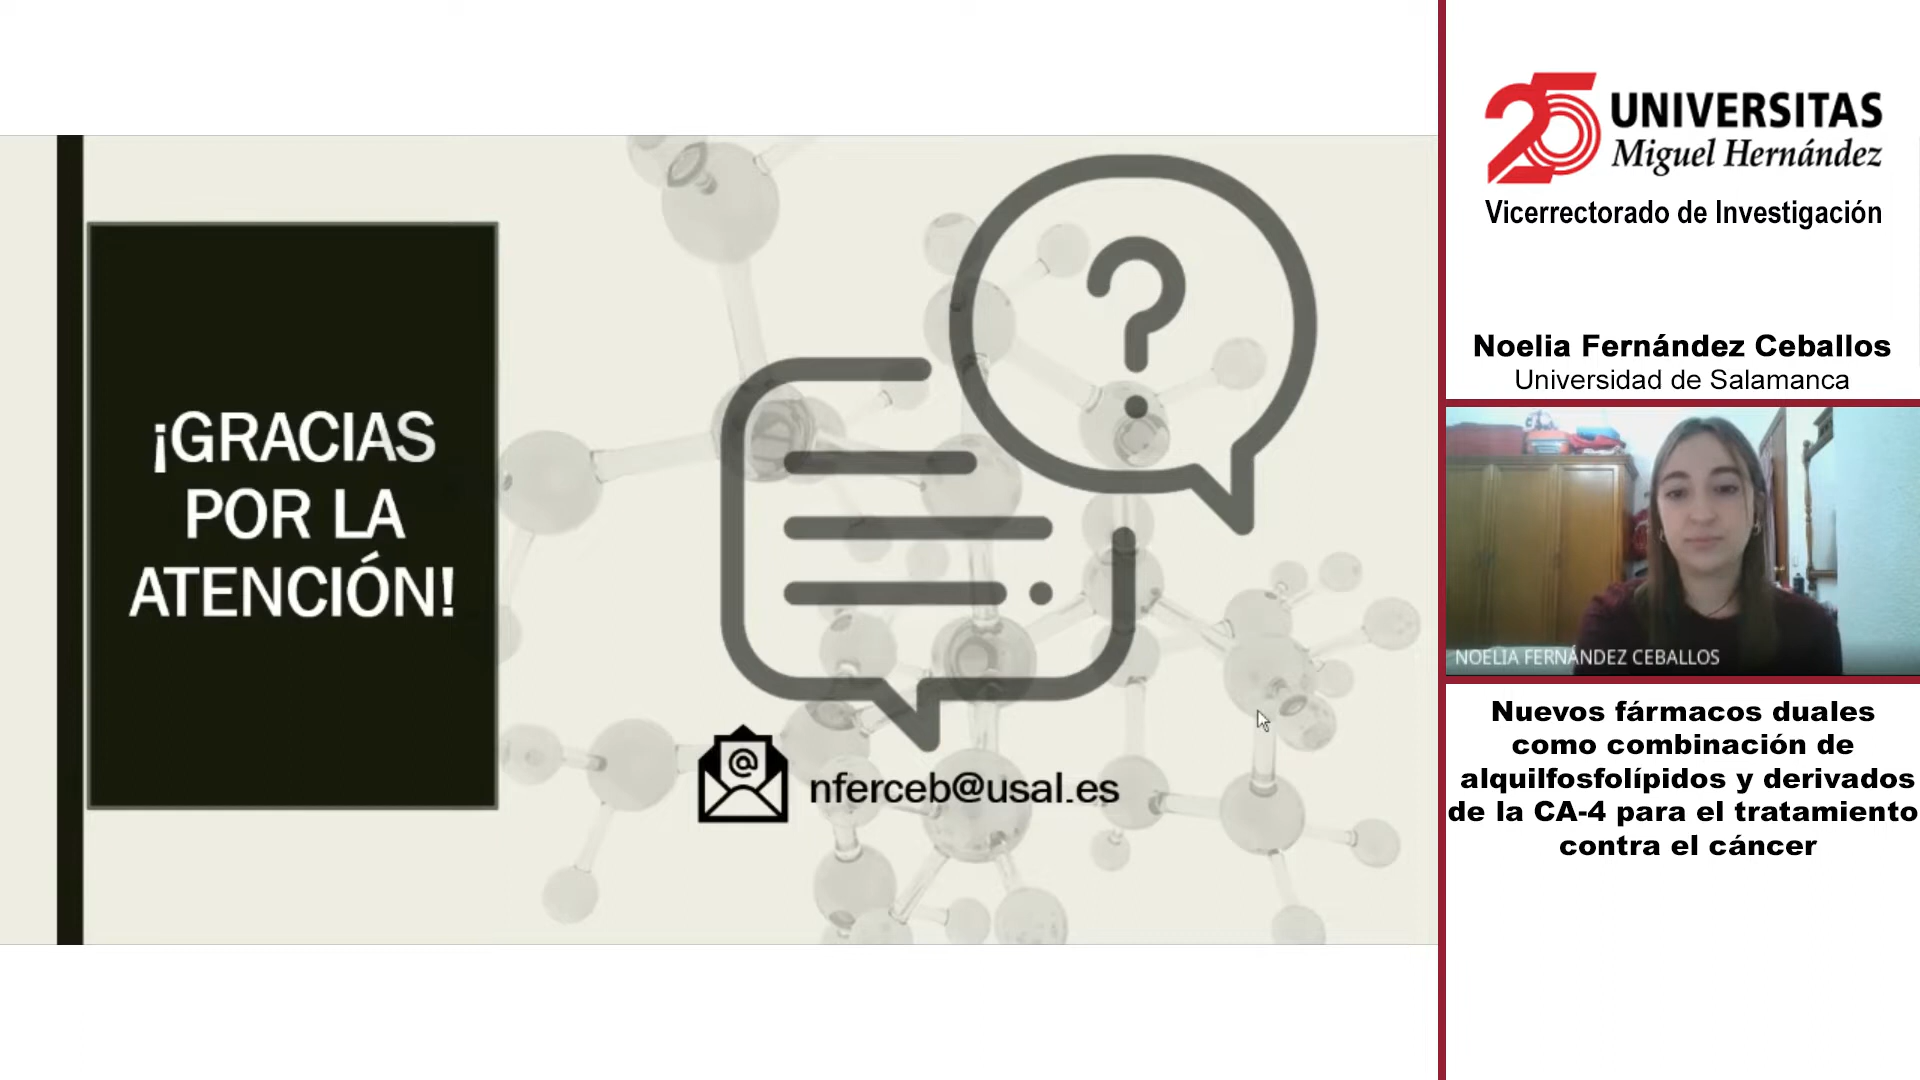 ¡GRACIAS
POR LA
ATENCIÓN!
?
@
nferceb@usal.es
25 UNIVERSITAS
Miguel Hernández
Vicerrectorado de Investigación
Noelia Fernández Ceballos
Universidad de Salamanca
NOELIA FERNÁNDEZ CEBALLOS
Nuevos fármacos duales
como combinación de
alquilfosfolípidos y derivados
de la CA-4 para el tratamiento
contra el cáncer